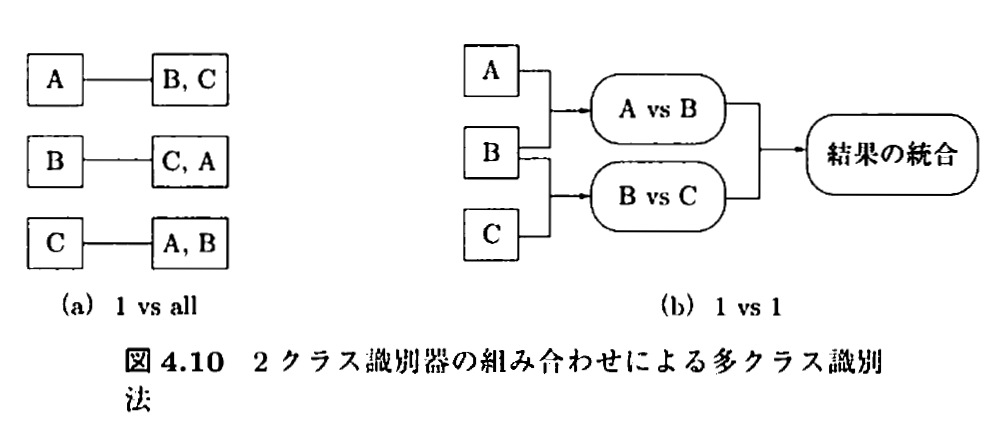 A
B, C
B
C, A
C
A, B
(a) 1 vs all
A
B
C
A vs B
B vs C
結果の統合
(b) 1 vs 1
図 4.10 2 クラス識別器の組み合わせによる多クラス識別
法